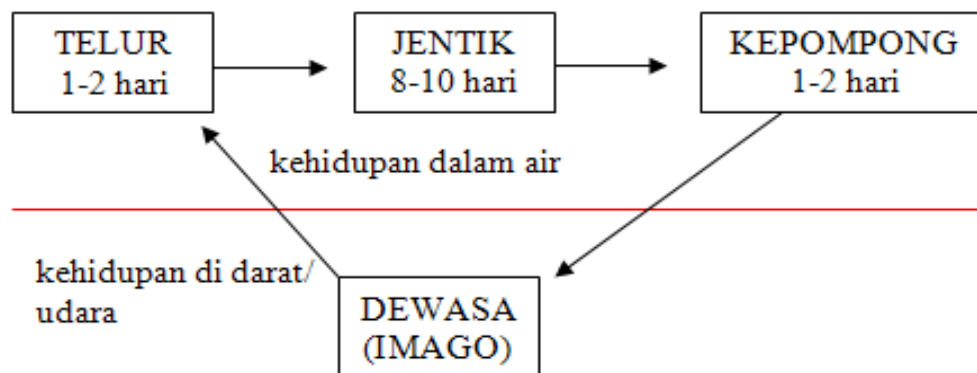 TELUR
1-2 hari
JENTIK
8-10 hari
KEPOMPONG
1-2 hari
kehidupan dalam air
kehidupan di darat/
udara
DEWASA
(IMAGO)